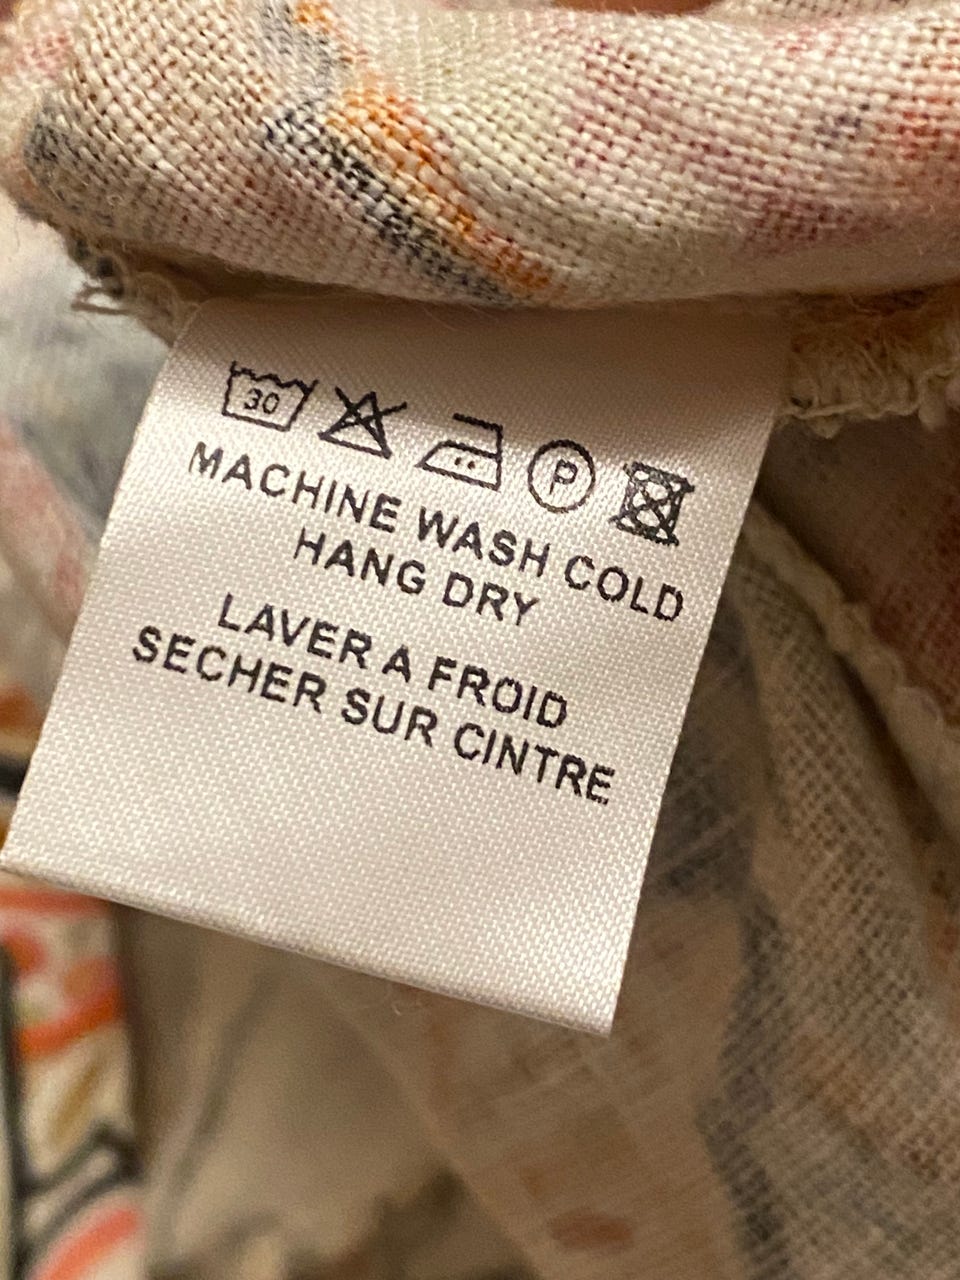 30 P
MACHINE WASH COLD
HANG DRY
LAVER A FROID
SECHER SUR CINTRE